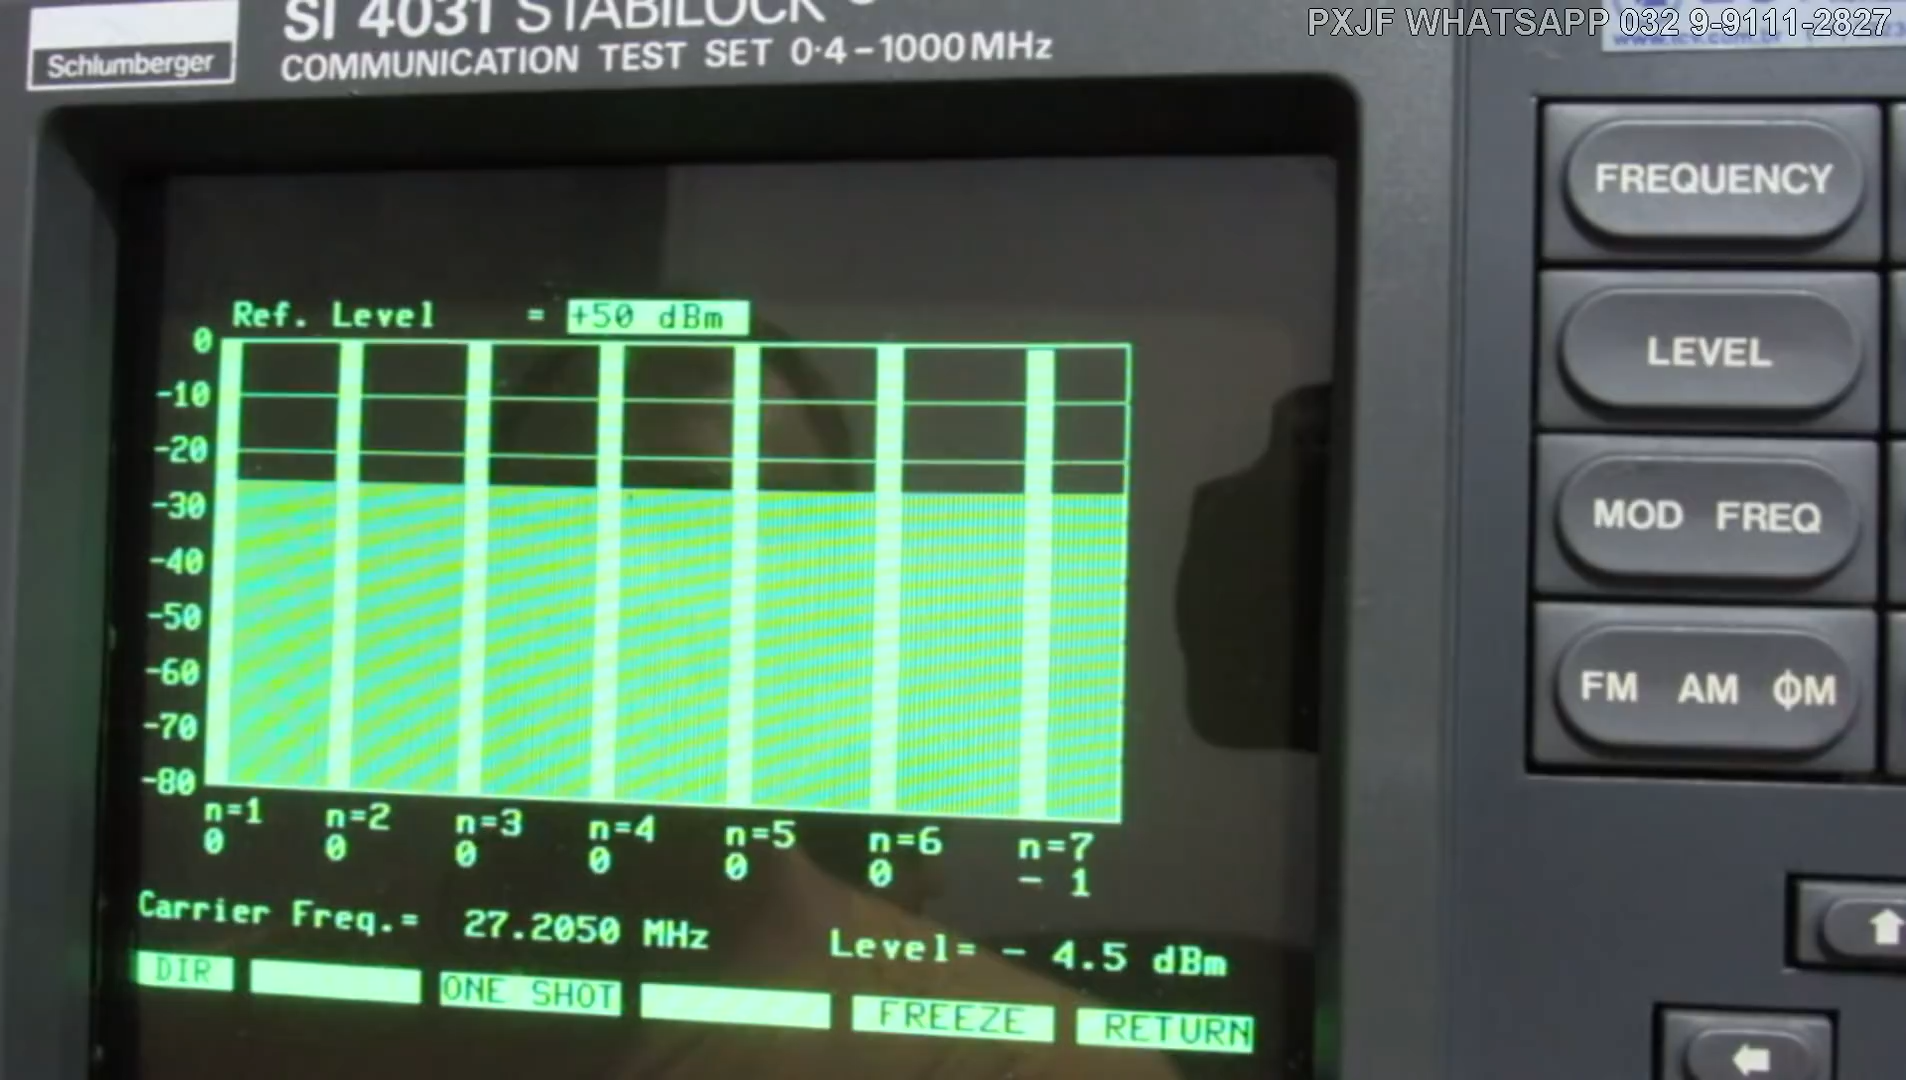 PXJF WHATSAPP 032 9-9111-2827
Schlumberger
SI 4031 STABILOCK
COMMUNICATION TEST SET 0·4–1000MHz
FREQUENCY
LEVEL
MOD FREQ
FM AM ΦM
Ref. Level = +50 dBm
0
-10
-20
-30
-40
-50
-60
-70
-80
n=1 n=2 n=3 n=4 n=5 n=6 n=7
0 0 0 0 0 0 - 1
Carrier Freq.= 27.2050 MHz Level= - 4.5 dBm
DIR ONE SHOT FREEZE RETURN